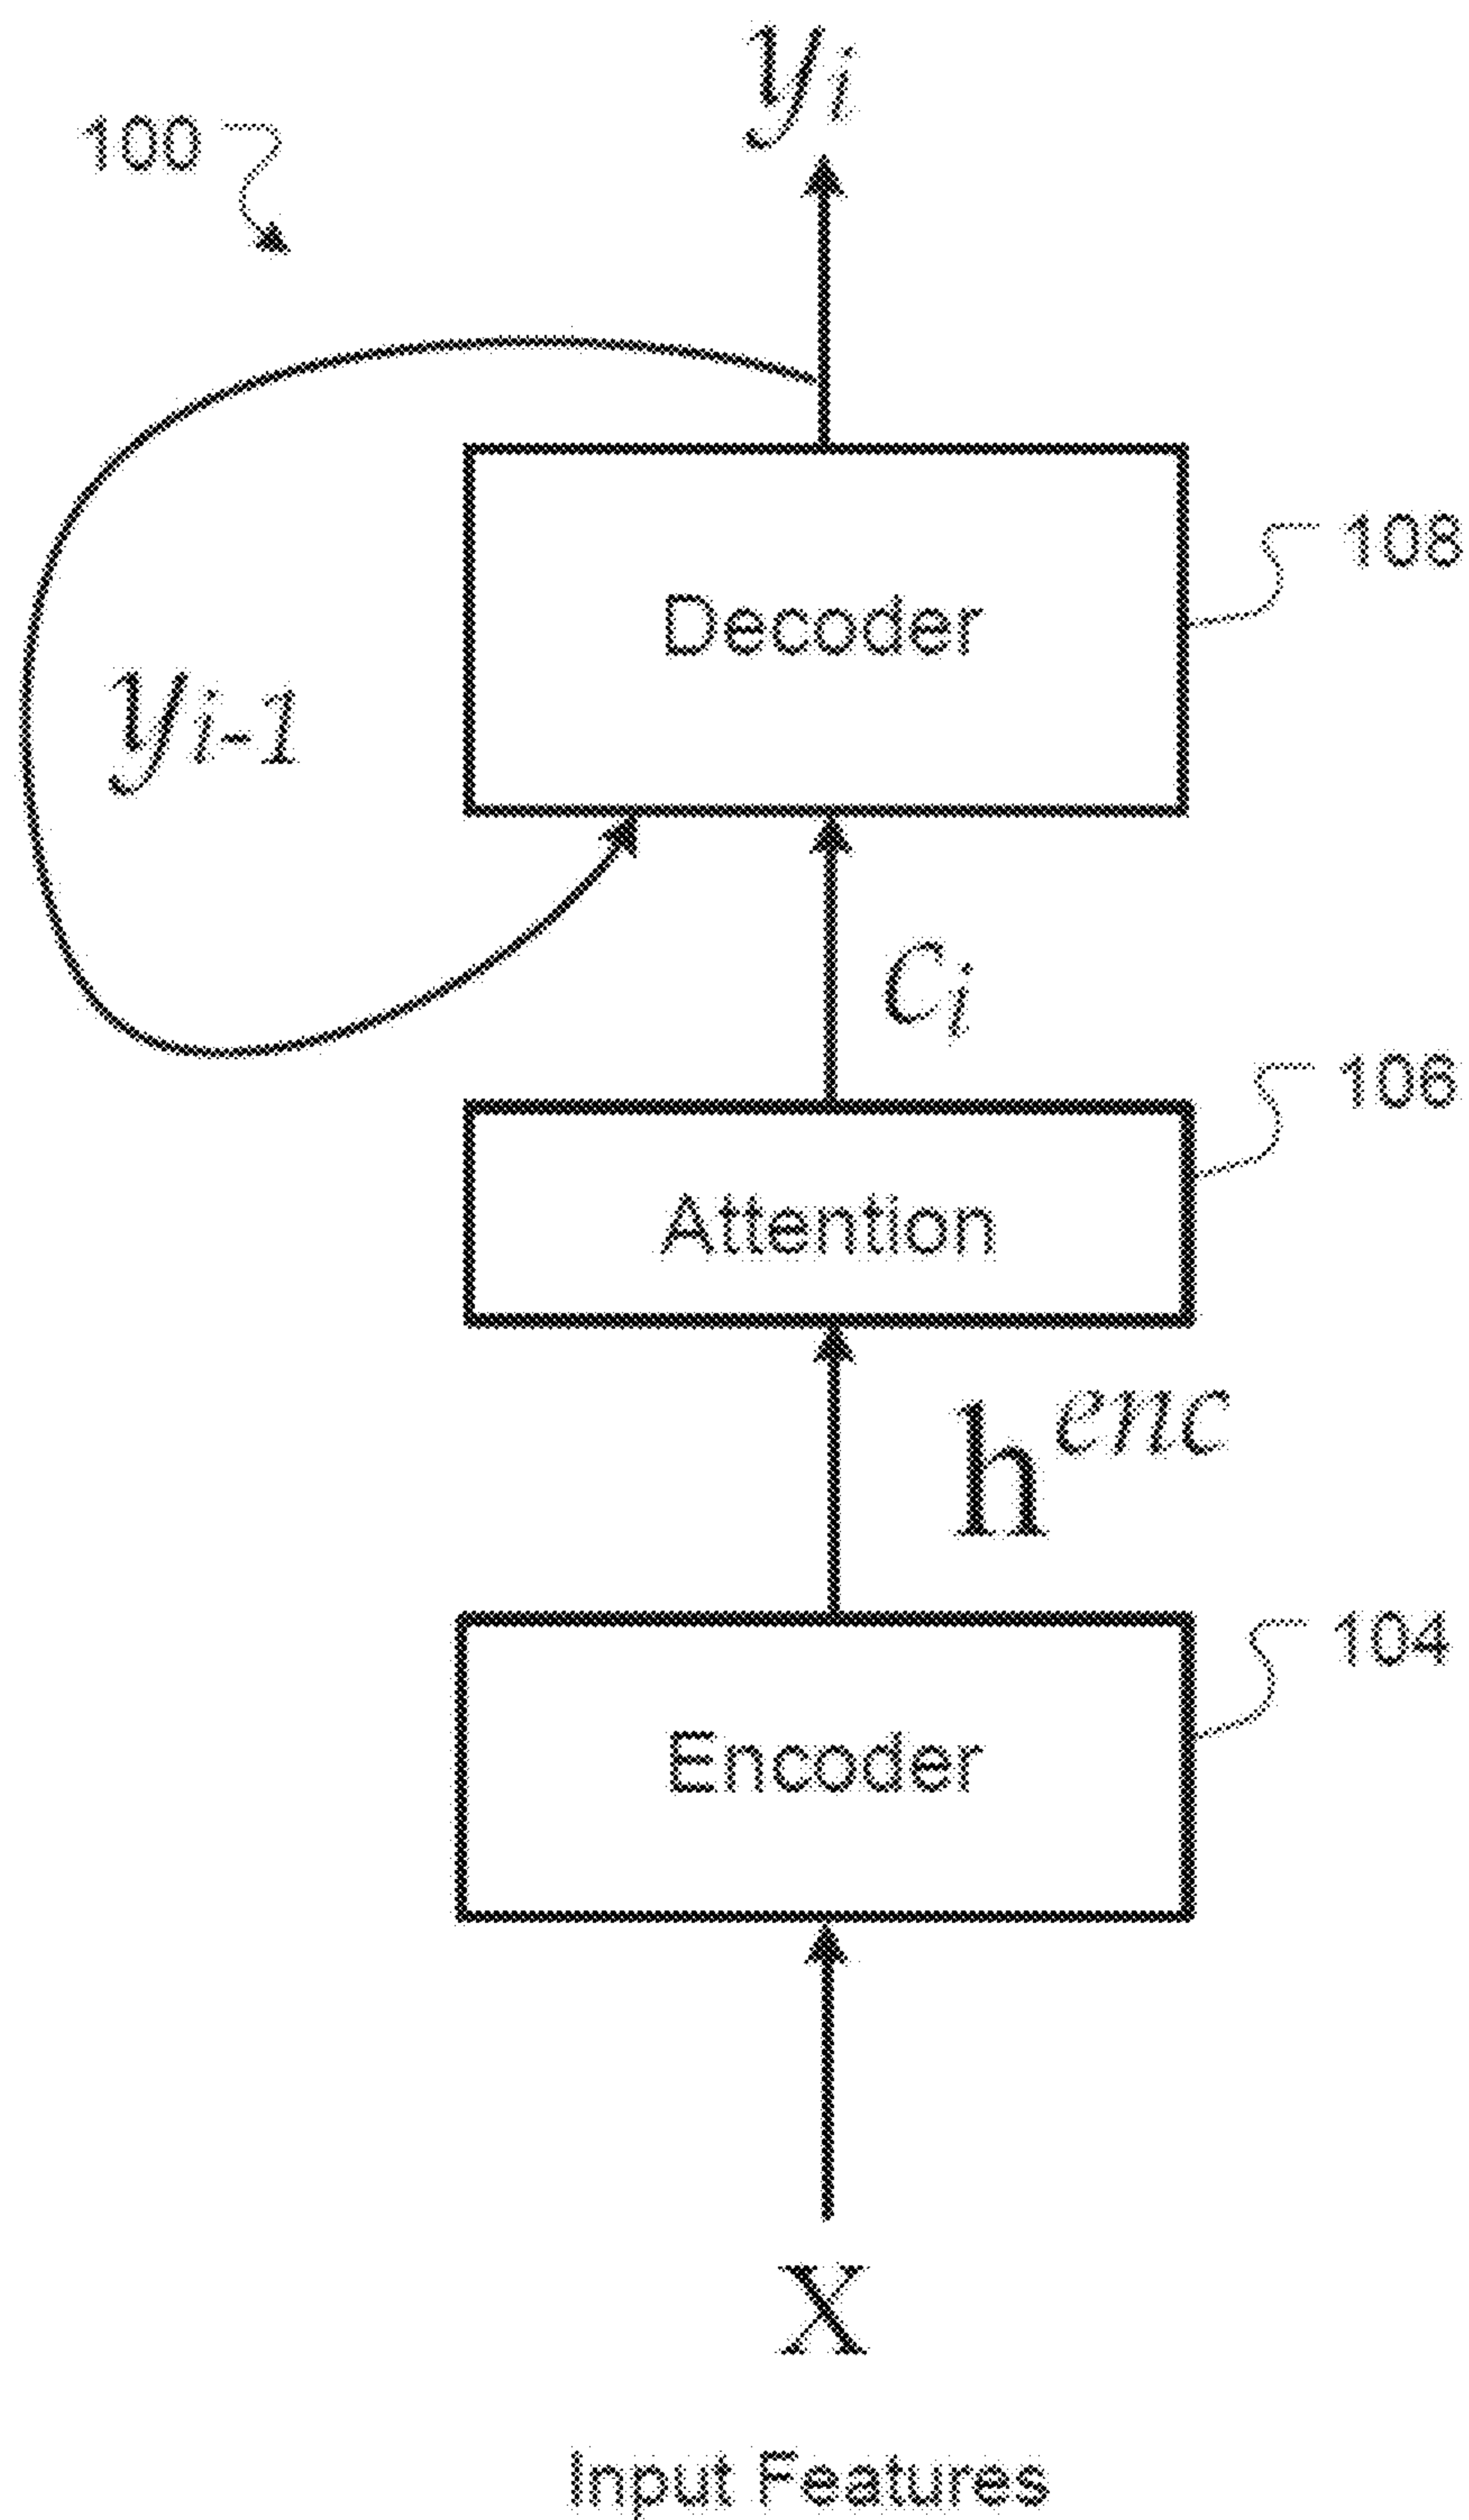 y_i
100
Decoder
108
y_{i-1}
c_i
106
Attention
h^{enc}
104
Encoder
X
Input Features